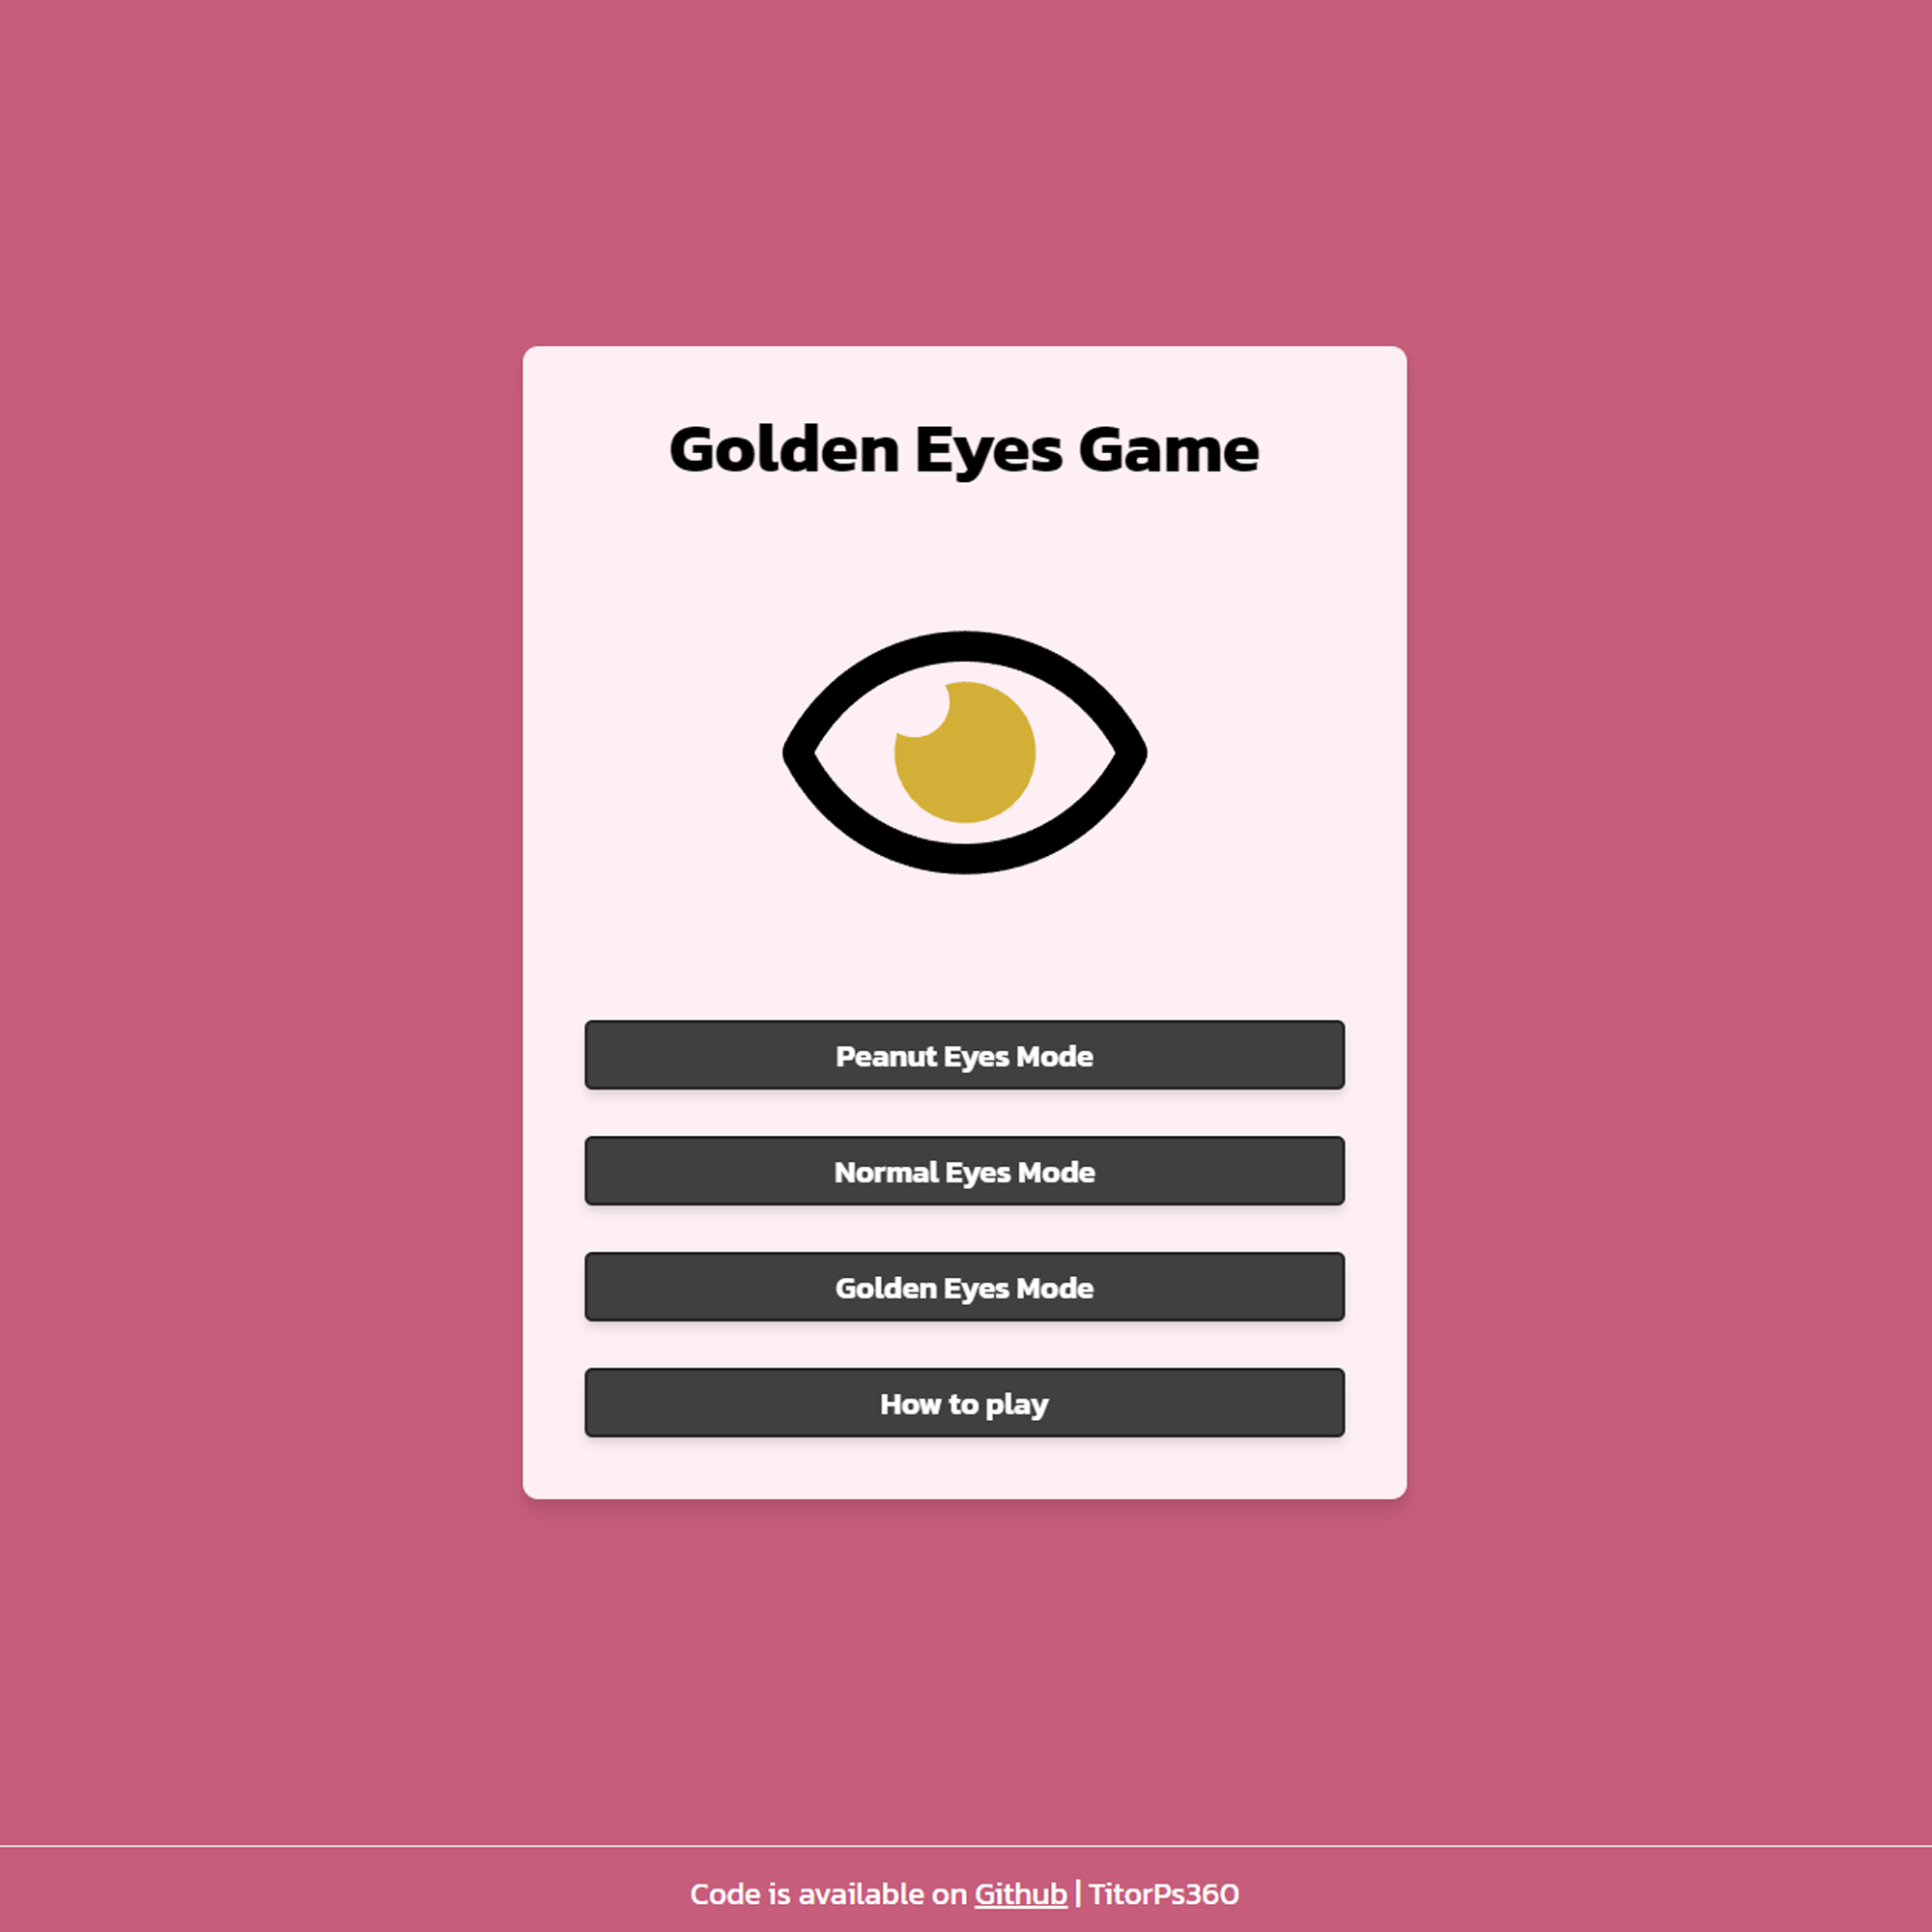 Golden Eyes Game
Peanut Eyes Mode
Normal Eyes Mode
Golden Eyes Mode
How to play
Code is available on Github | TitorPs360